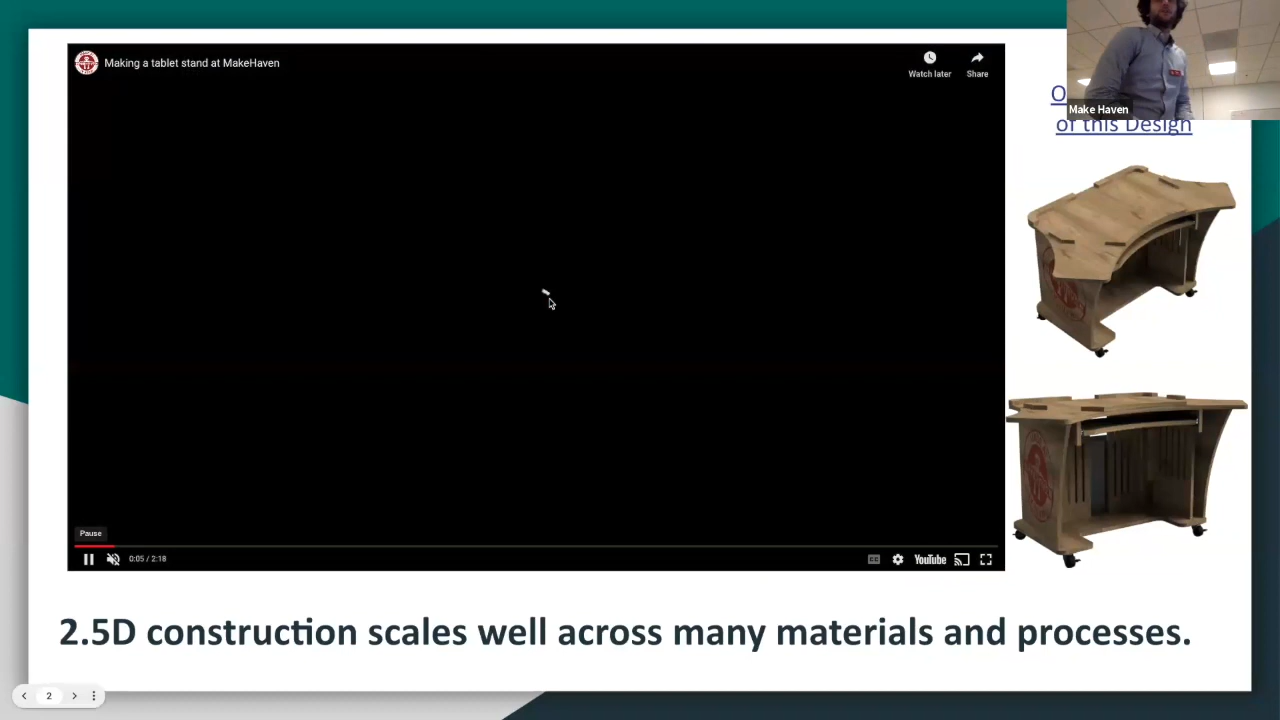 Making a tablet stand at MakeHaven
Watch later
Share
Make Haven
O
of this Design
Pause
0:05 / 2:18
CC
YouTube
2.5D construction scales well across many materials and processes.
2